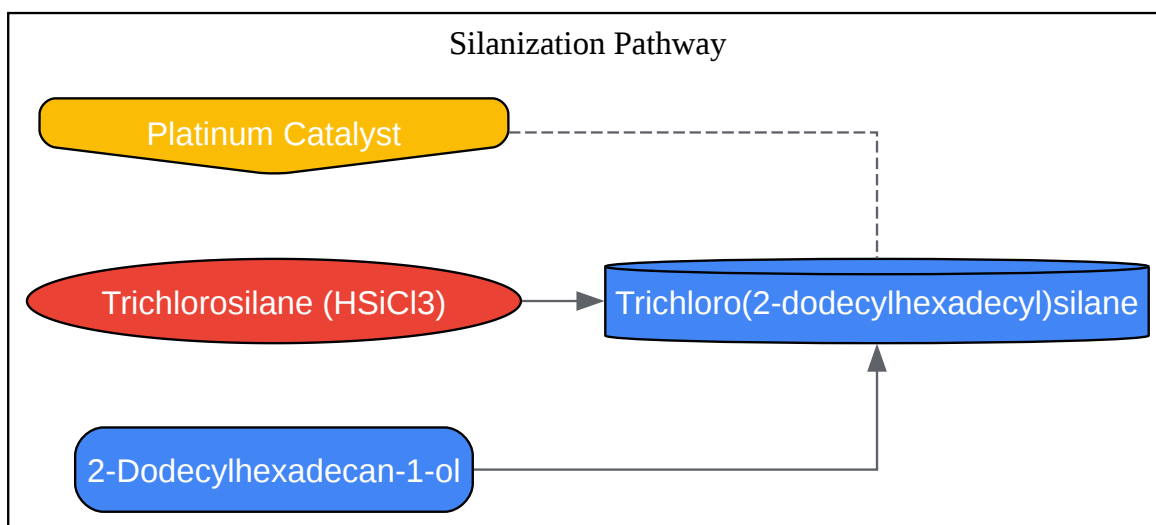 Silanization Pathway
Platinum Catalyst
Trichlorosilane (HSiCl3)
Trichloro(2-dodecylhexadecyl)silane
2-Dodecylhexadecan-1-ol